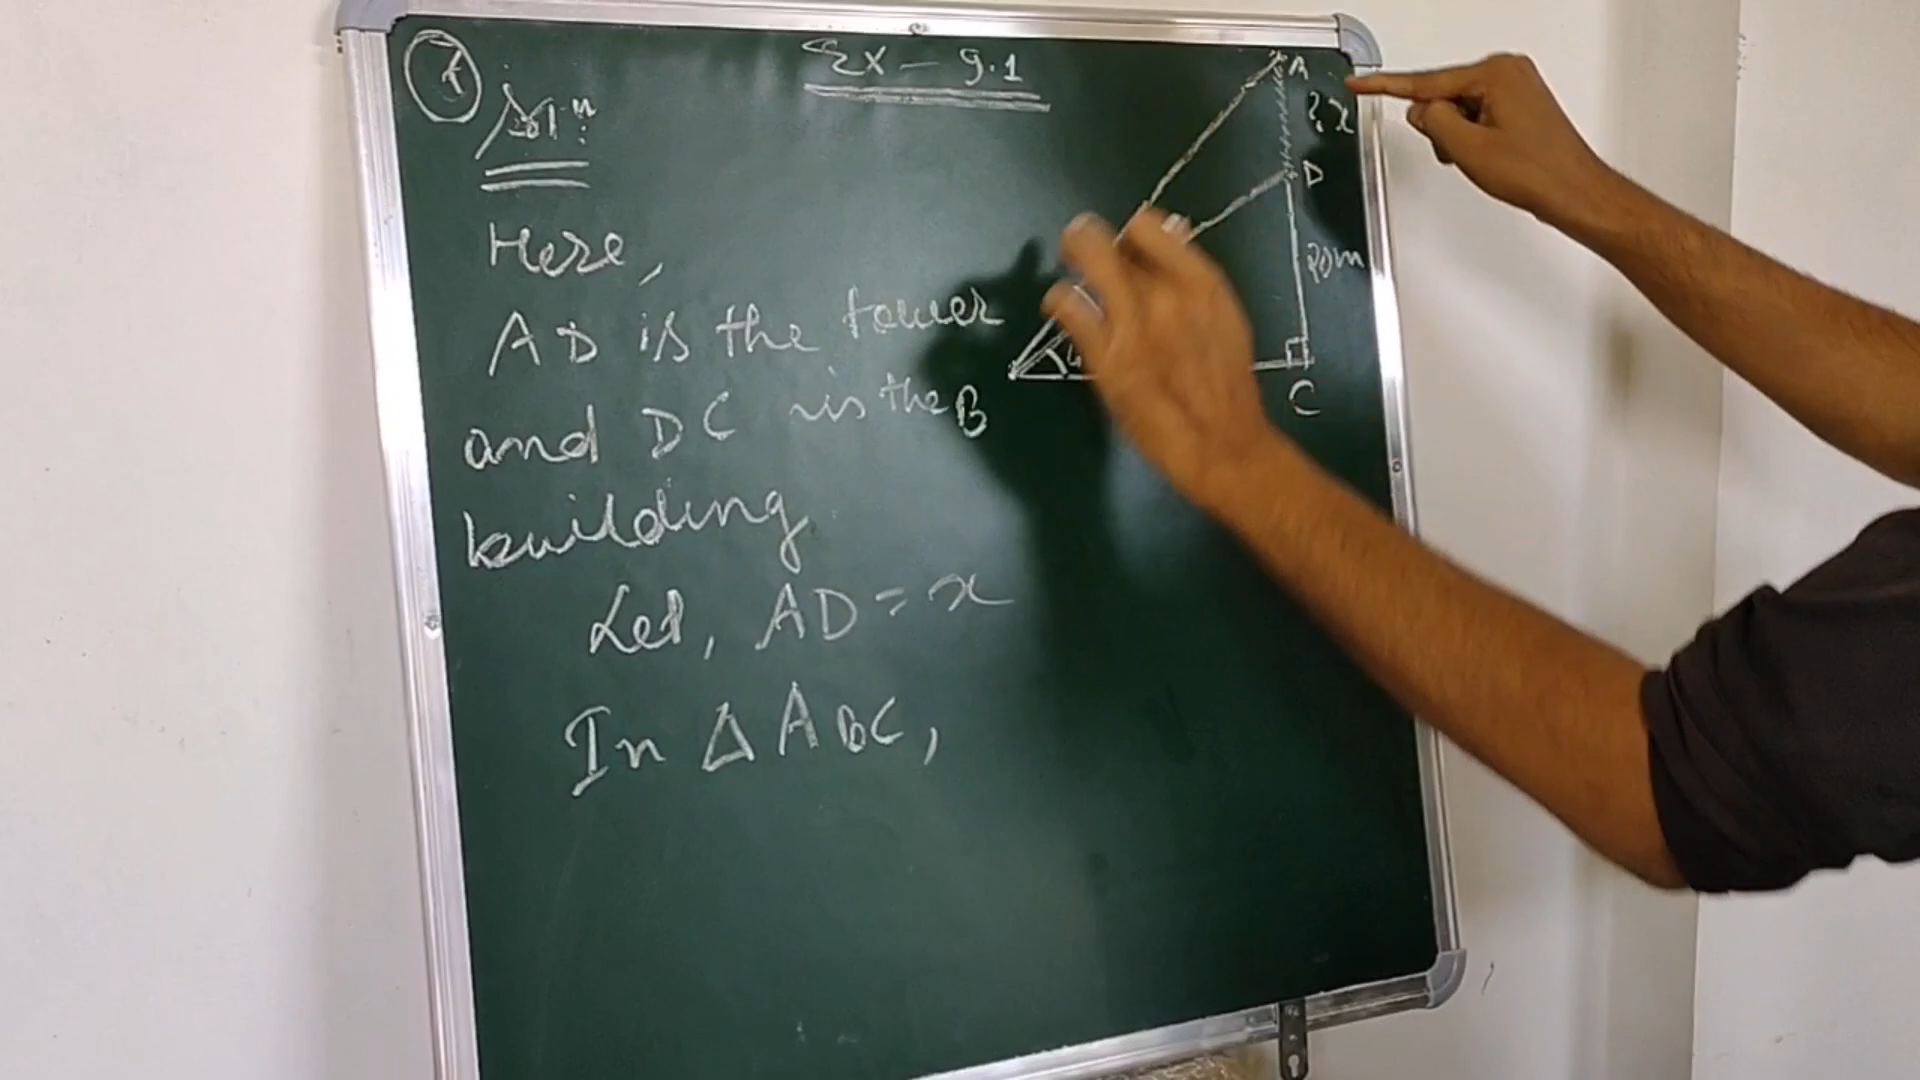 7
Ex - 9.1
Solⁿ:
Here,
AD is the tower
and DC is the
building
Let, AD = x
In Δ ABC,
A
? x
D
20m
B
C